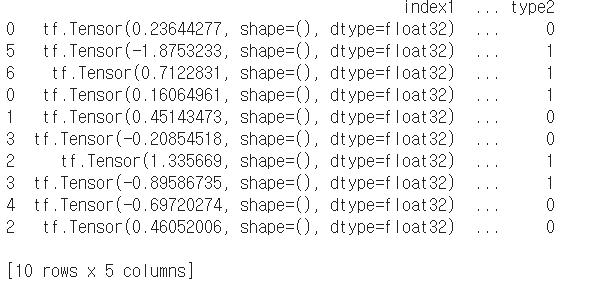 index1 ... type2
0 tf.Tensor(0.23644277, shape=(), dtype=float32) ... 0
5 tf.Tensor(-1.8753233, shape=(), dtype=float32) ... 1
6 tf.Tensor(0.7122831, shape=(), dtype=float32) ... 1
0 tf.Tensor(0.16064961, shape=(), dtype=float32) ... 1
1 tf.Tensor(0.45143473, shape=(), dtype=float32) ... 0
3 tf.Tensor(-0.20854518, shape=(), dtype=float32) ... 0
2 tf.Tensor(1.335669, shape=(), dtype=float32) ... 1
3 tf.Tensor(-0.89586735, shape=(), dtype=float32) ... 1
4 tf.Tensor(-0.69720274, shape=(), dtype=float32) ... 0
2 tf.Tensor(0.46052006, shape=(), dtype=float32) ... 0
[10 rows x 5 columns]